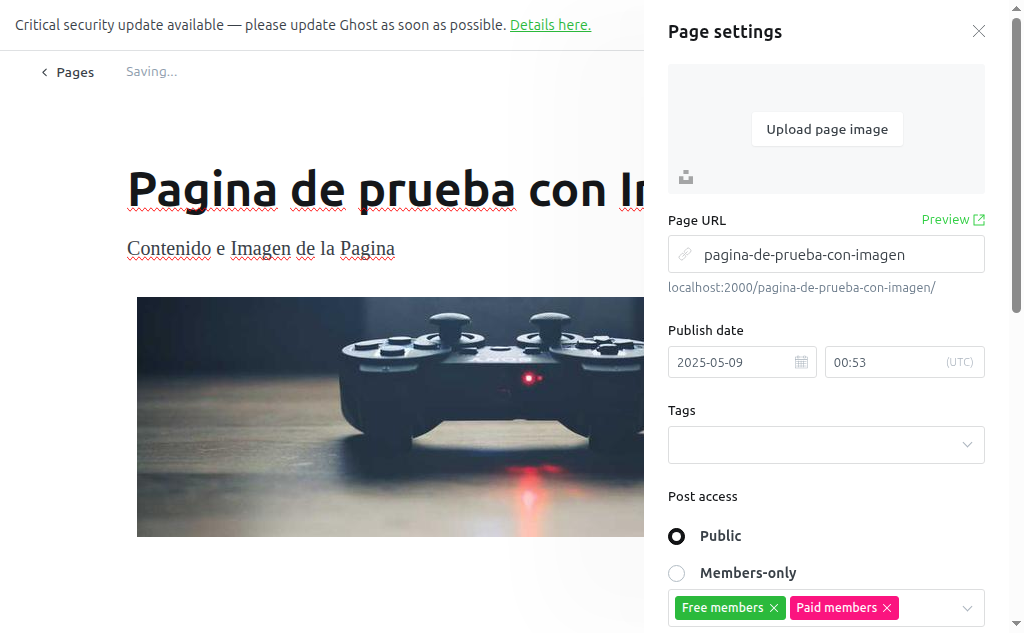 Critical security update available — please update Ghost as soon as possible. Details here.
Pages
Saving...
Pagina de prueba con
Contenido e Imagen de la Pagina
Page settings
Upload page image
Page URL
Preview
pagina-de-prueba-con-imagen
localhost:2000/pagina-de-prueba-con-imagen/
Publish date
2025-05-09
00:53
(UTC)
Tags
Post access
Public
Members-only
Free members
Paid members